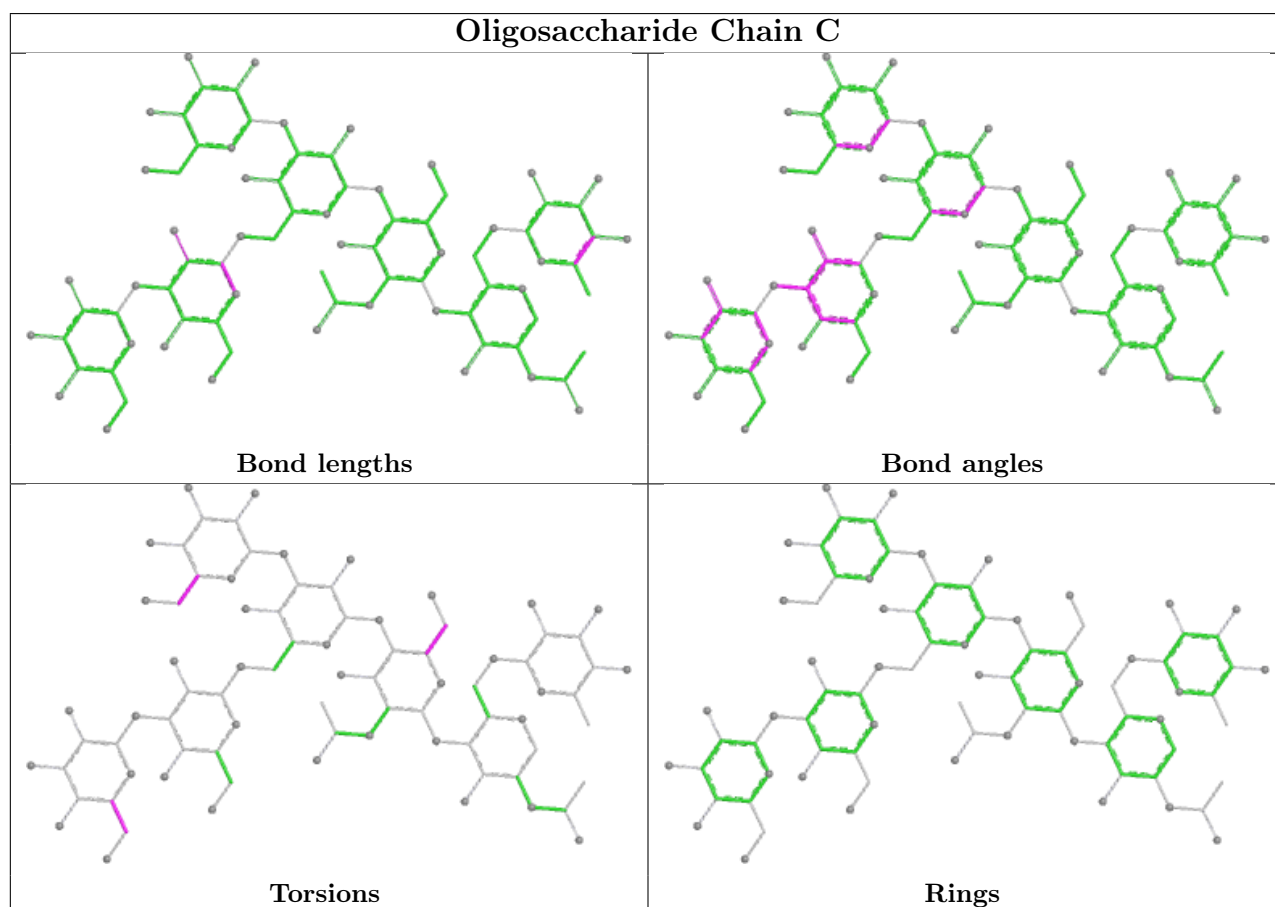 Oligosaccharide Chain C
Bond lengths
Bond angles
Torsions
Rings